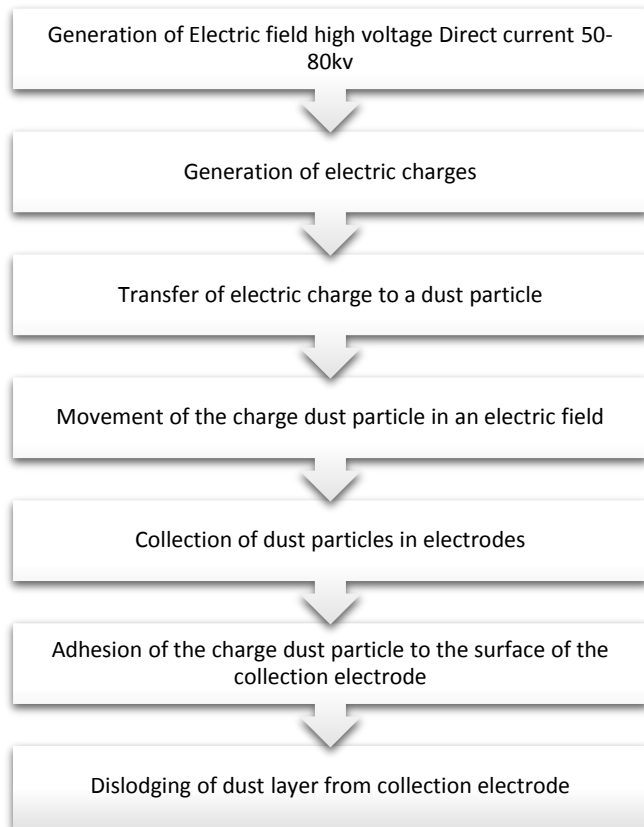 Generation of Electric field high voltage Direct current 50-
80kv
Generation of electric charges
Transfer of electric charge to a dust particle
Movement of the charge dust particle in an electric field
Collection of dust particles in electrodes
Adhesion of the charge dust particle to the surface of the
collection electrode
Dislodging of dust layer from collection electrode